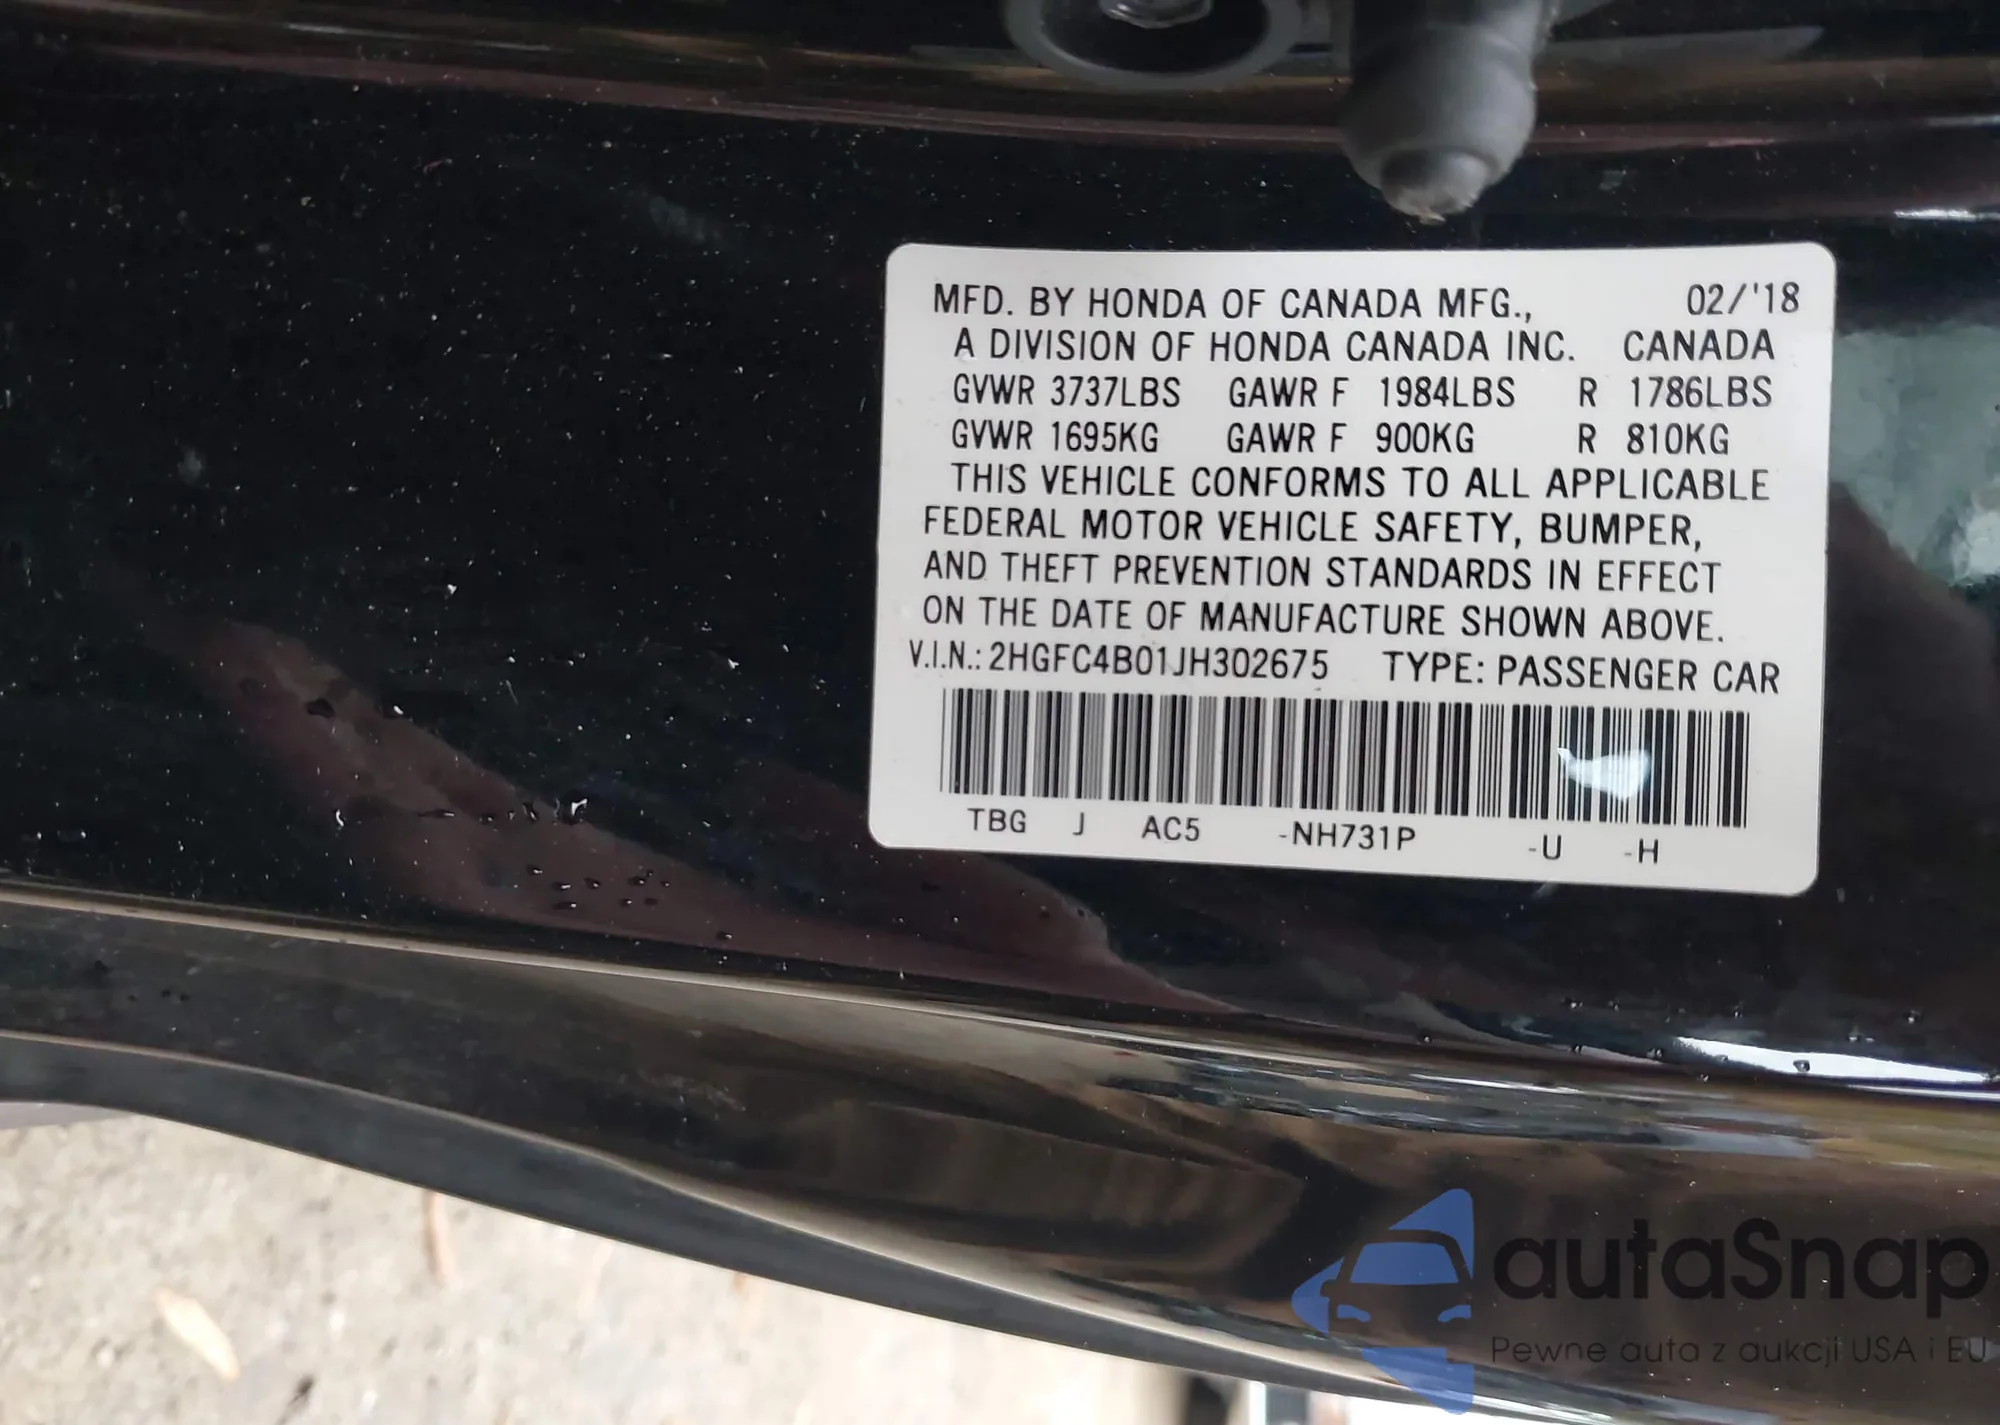 MFD. BY HONDA OF CANADA MFG., 02/'18
A DIVISION OF HONDA CANADA INC. CANADA
GVWR 3737LBS GAWR F 1984LBS R 1786LBS
GVWR 1695KG GAWR F 900KG R 810KG
THIS VEHICLE CONFORMS TO ALL APPLICABLE
FEDERAL MOTOR VEHICLE SAFETY, BUMPER,
AND THEFT PREVENTION STANDARDS IN EFFECT
ON THE DATE OF MANUFACTURE SHOWN ABOVE.
V.I.N.: 2HGFC4B01JH302675 TYPE: PASSENGER CAR
TBG J AC5 -NH731P -U -H
autaSnap
Pewne auta z aukcji USA i EU